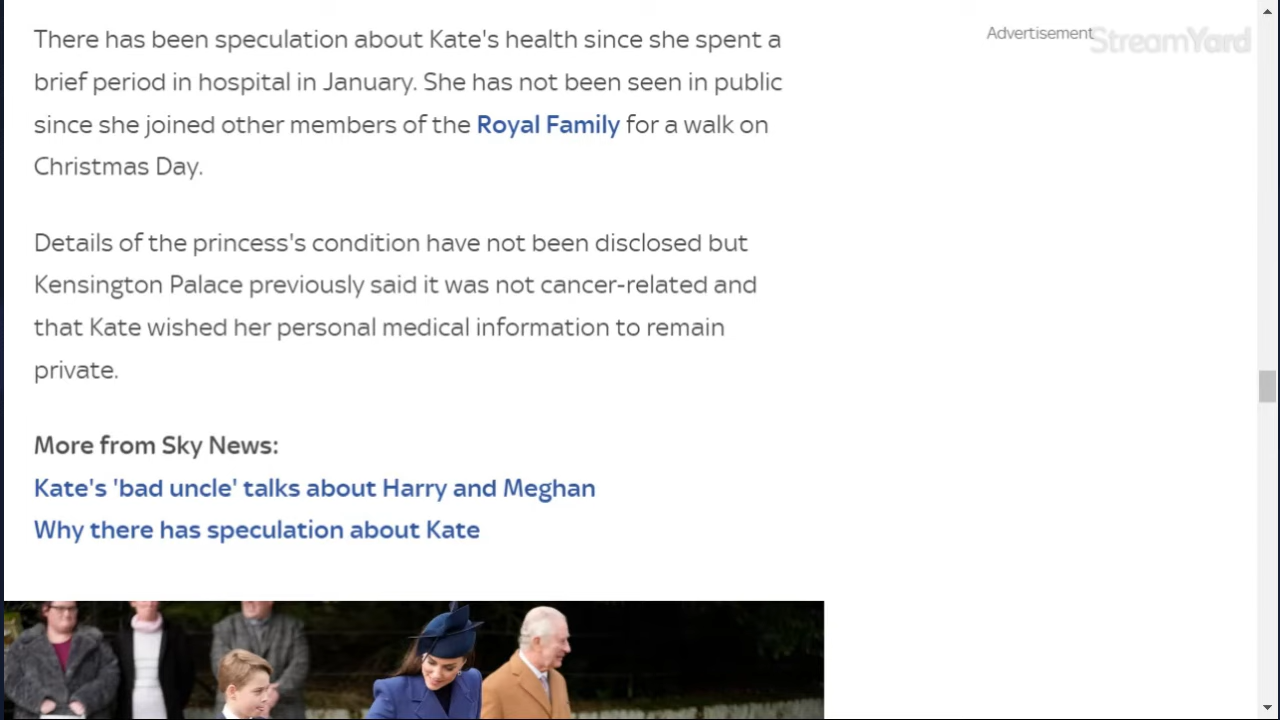 There has been speculation about Kate's health since she spent a
brief period in hospital in January. She has not been seen in public
since she joined other members of the Royal Family for a walk on
Christmas Day.
Details of the princess's condition have not been disclosed but
Kensington Palace previously said it was not cancer-related and
that Kate wished her personal medical information to remain
private.
More from Sky News:
Kate's 'bad uncle' talks about Harry and Meghan
Why there has speculation about Kate
Advertisement
StreamYard